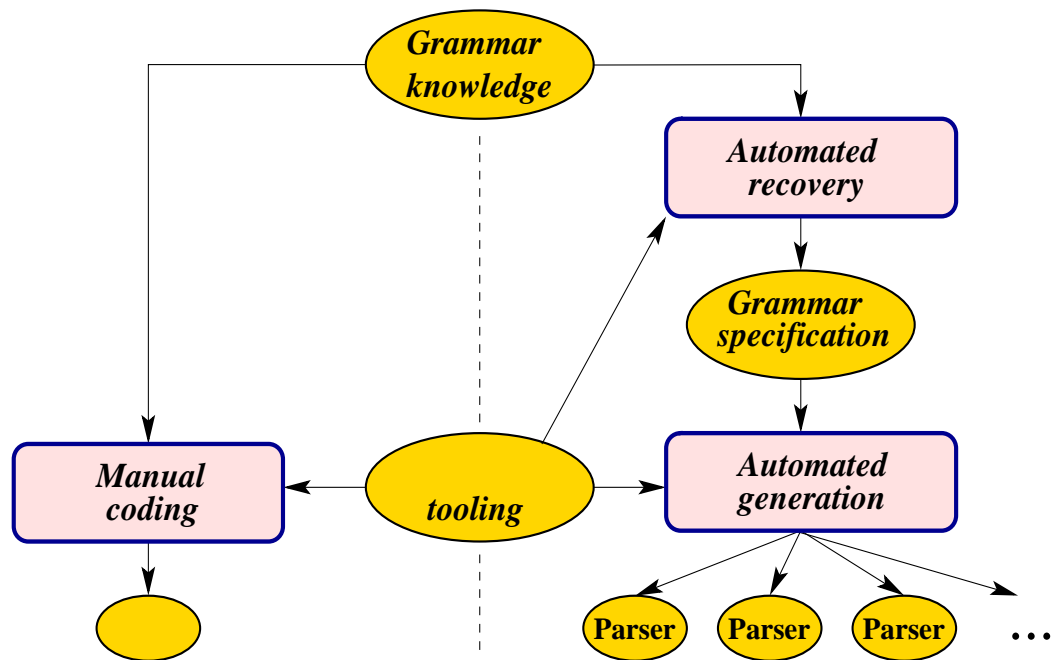 Grammar
knowledge
Automated
recovery
Grammar
specification
Manual
coding
tooling
Automated
generation
Parser
Parser
Parser
...